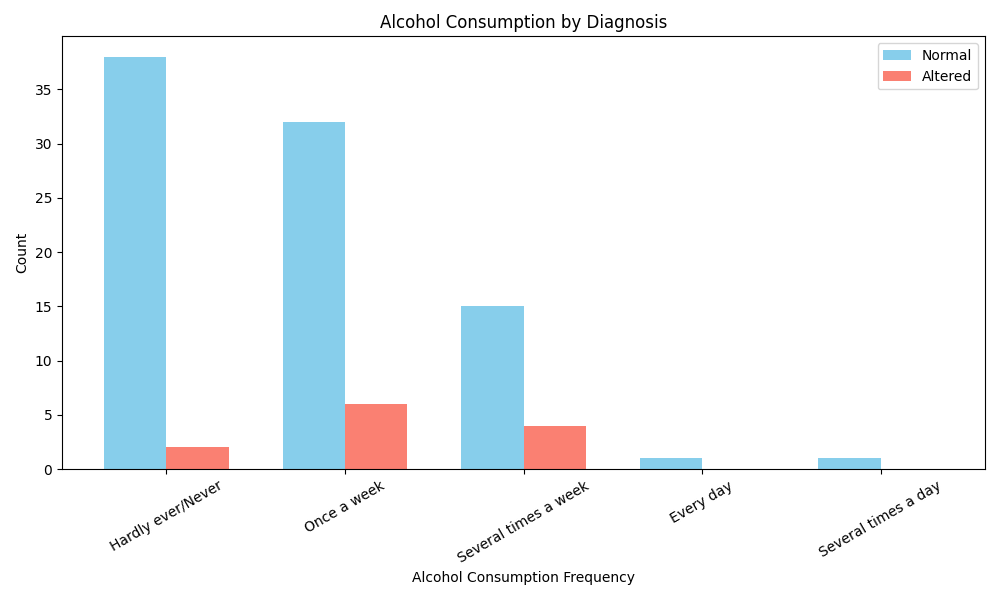 Alcohol Consumption by Diagnosis
Normal
Altered
Count
35
30
25
20
15
10
5
0
Hardly ever/Never
Once a week
Several times a week
Every day
Several times a day
Alcohol Consumption Frequency